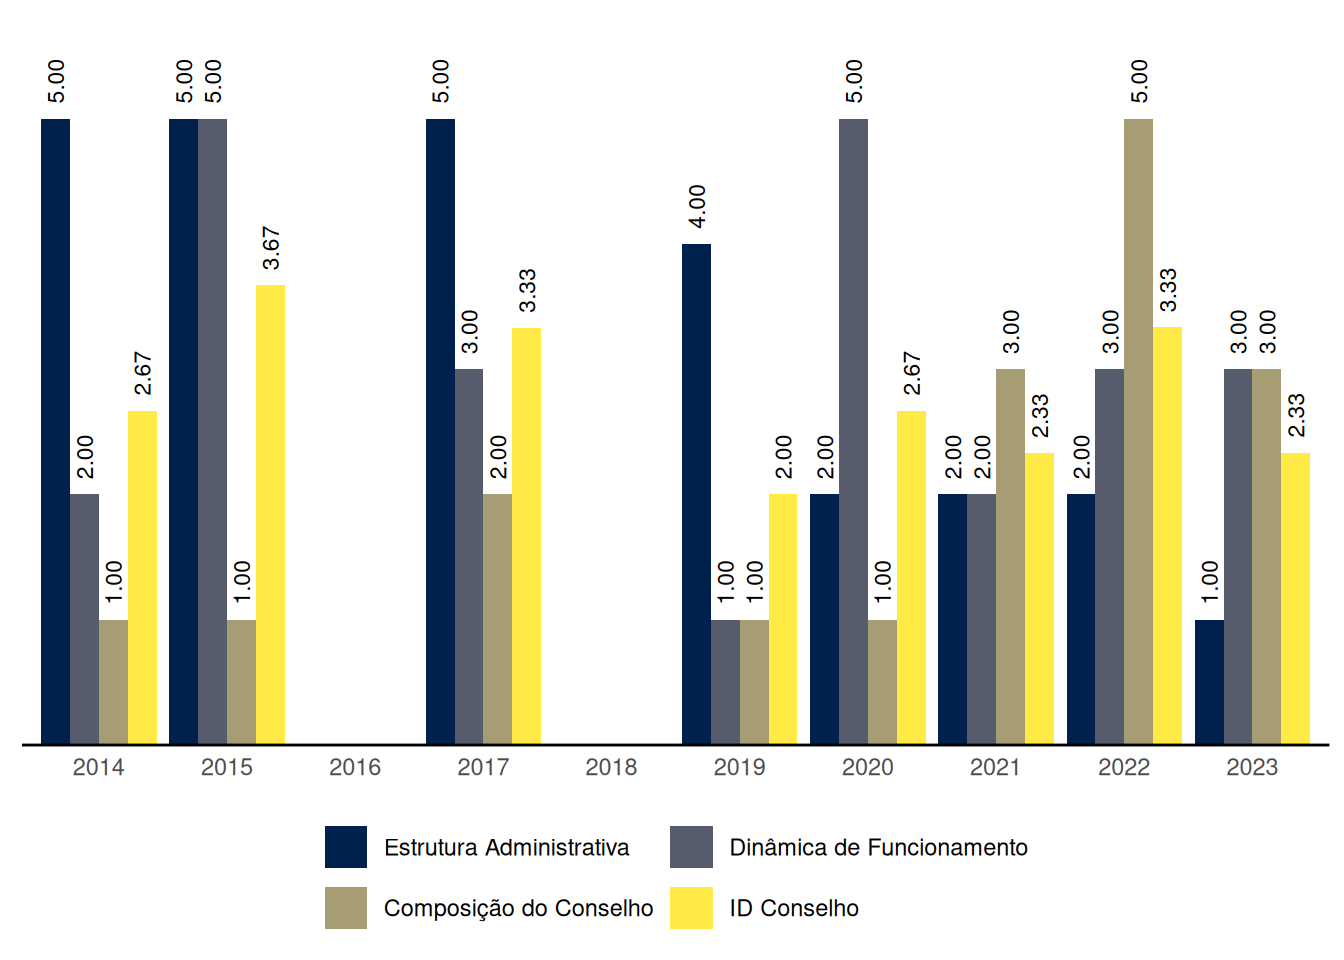 5.00 2.00 1.00 2.67 5.00 5.00 1.00 3.67 5.00 3.00 2.00 3.33 4.00 1.00 1.00 2.00 2.00 5.00 1.00 2.67 2.00 2.00 3.00 2.33 2.00 3.00 5.00 3.33 1.00 3.00 3.00 2.33
2014 2015 2016 2017 2018 2019 2020 2021 2022 2023
Estrutura Administrativa Dinâmica de Funcionamento
Composição do Conselho ID Conselho